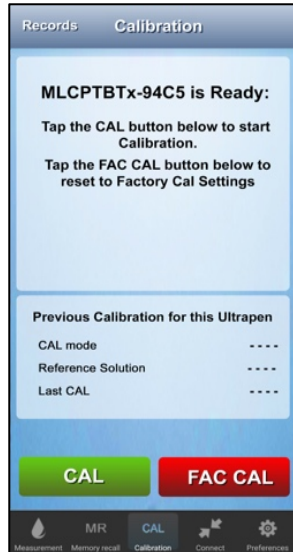 Records Calibration
MLCPTBTx-94C5 is Ready:
Tap the CAL button below to start
Calibration.
Tap the FAC CAL button below to
reset to Factory Cal Settings
Previous Calibration for this Ultrapen
CAL mode ----
Reference Solution ----
Last CAL ----
CAL FAC CAL
MR CAL
Measurement Memory recall Calibration Connect Preferences